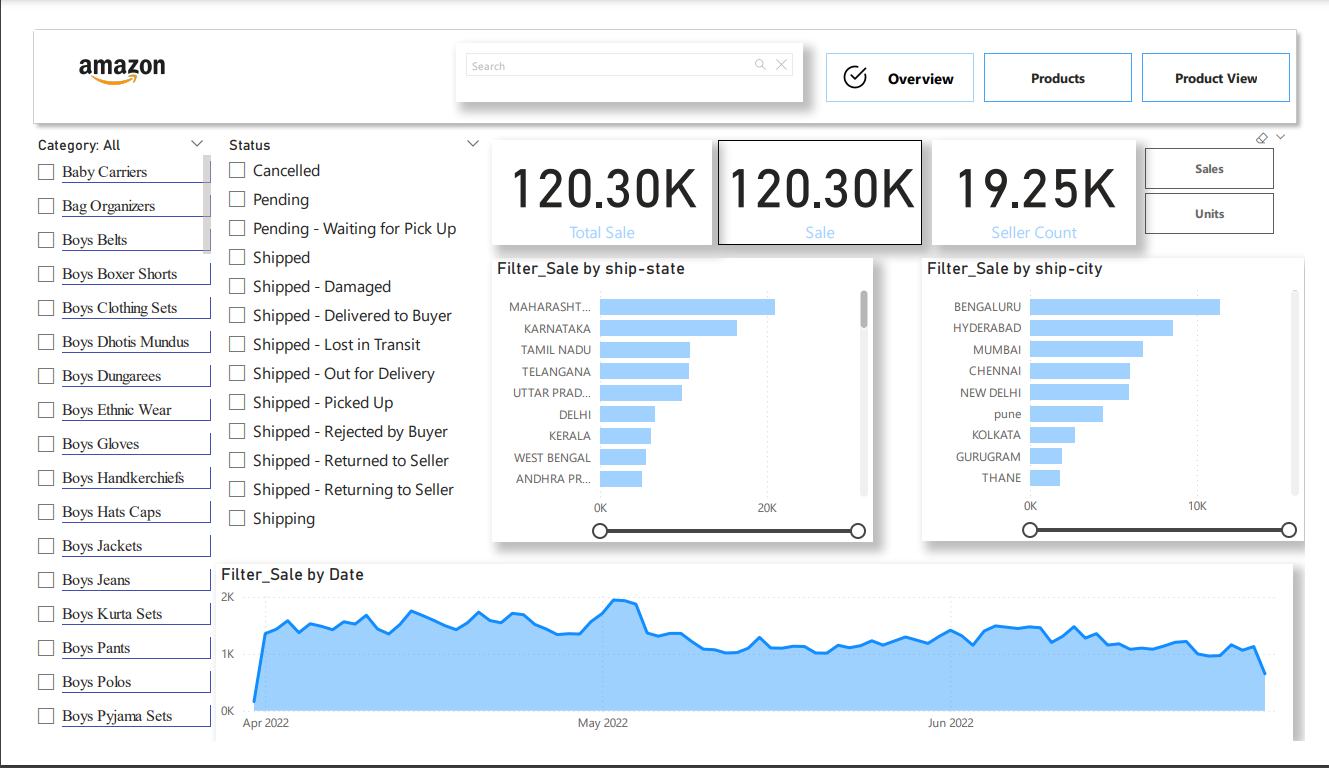 amazon
Search
Overview
Products
Product View
Category: All
Baby Carriers
Bag Organizers
Boys Belts
Boys Boxer Shorts
Boys Clothing Sets
Boys Dhotis Mundus
Boys Dungarees
Boys Ethnic Wear
Boys Gloves
Boys Handkerchiefs
Boys Hats Caps
Boys Jackets
Boys Jeans
Boys Kurta Sets
Boys Pants
Boys Polos
Boys Pyjama Sets
Status
Cancelled
Pending
Pending - Waiting for Pick Up
Shipped
Shipped - Damaged
Shipped - Delivered to Buyer
Shipped - Lost in Transit
Shipped - Out for Delivery
Shipped - Picked Up
Shipped - Rejected by Buyer
Shipped - Returned to Seller
Shipped - Returning to Seller
Shipping
120.30K
Total Sale
120.30K
Sale
19.25K
Seller Count
Sales
Units
Filter_Sale by ship-state
MAHARASHT...
KARNATAKA
TAMIL NADU
TELANGANA
UTTAR PRAD...
DELHI
KERALA
WEST BENGAL
ANDHRA PR...
0K 20K
Filter_Sale by ship-city
BENGALURU
HYDERABAD
MUMBAI
CHENNAI
NEW DELHI
pune
KOLKATA
GURUGRAM
THANE
0K 10K
Filter_Sale by Date
2K
1K
0K
Apr 2022 May 2022 Jun 2022